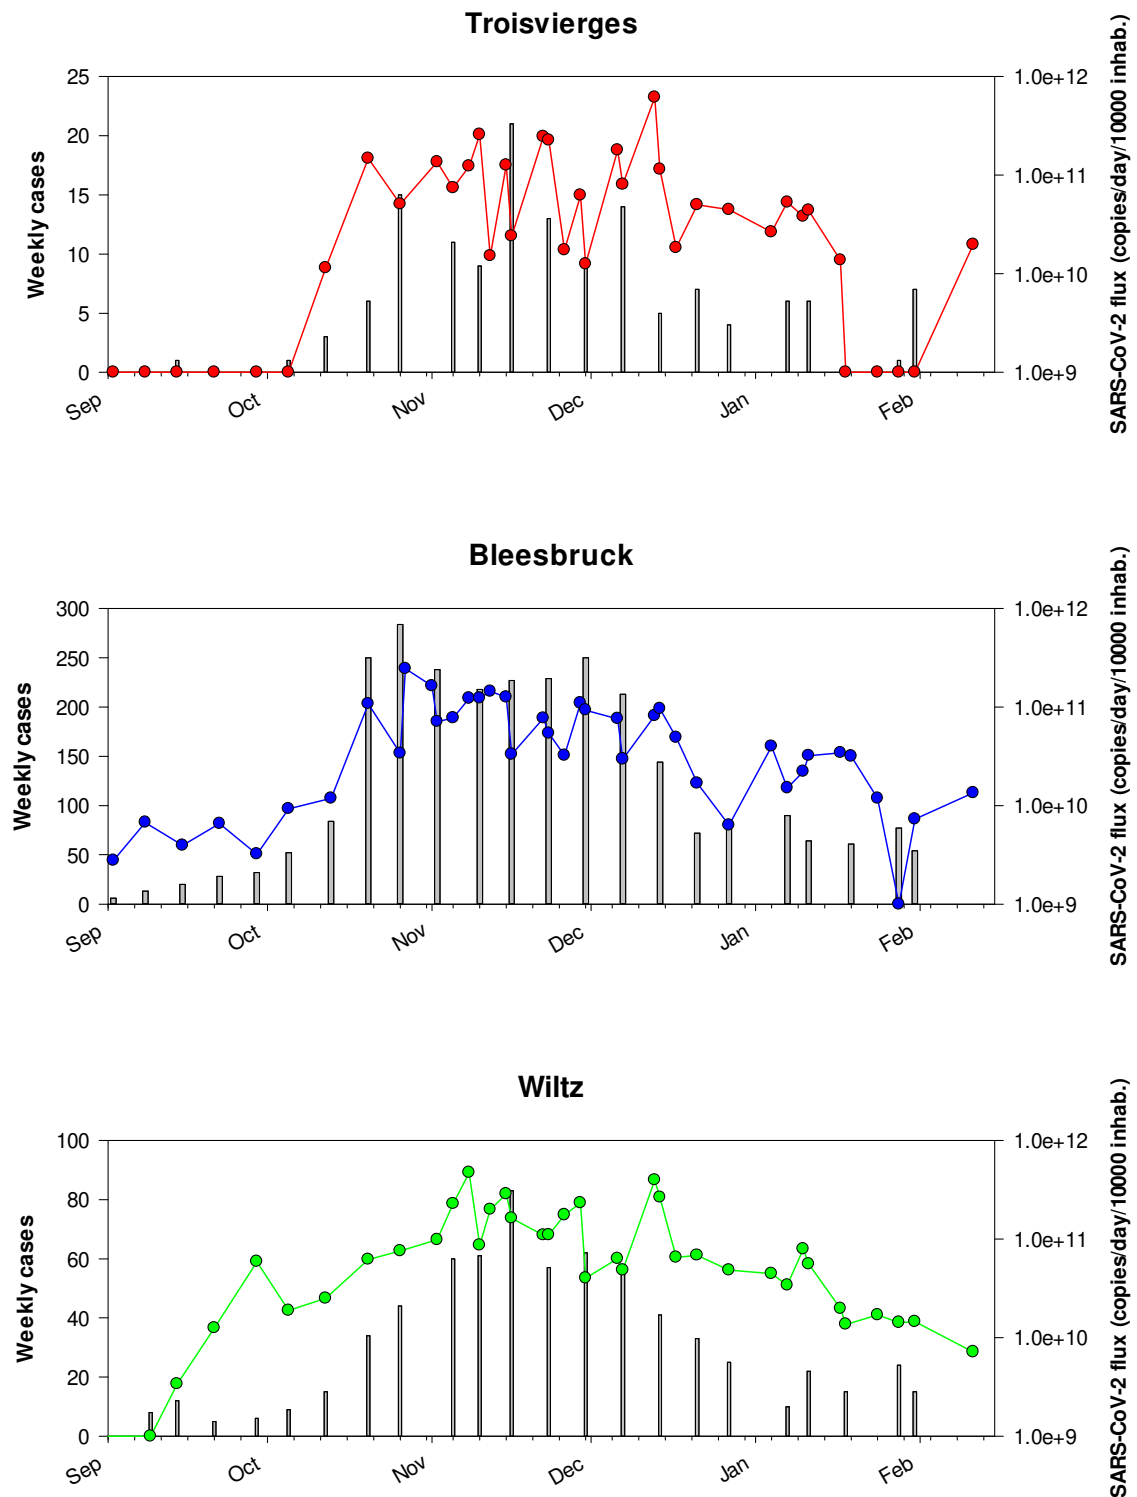 Troisvierges
Weekly cases
25
20
15
10
5
0
1.0e+12
1.0e+11
1.0e+10
1.0e+9
SARS-CoV-2 flux (copies/day/10000 inhab.)
Sep
Oct
Nov
Dec
Jan
Feb
Bleesbruck
Weekly cases
300
250
200
150
100
50
0
1.0e+12
1.0e+11
1.0e+10
1.0e+9
SARS-CoV-2 flux (copies/day/10000 inhab.)
Sep
Oct
Nov
Dec
Jan
Feb
Wiltz
Weekly cases
100
80
60
40
20
0
1.0e+12
1.0e+11
1.0e+10
1.0e+9
SARS-CoV-2 flux (copies/day/10000 inhab.)
Sep
Oct
Nov
Dec
Jan
Feb